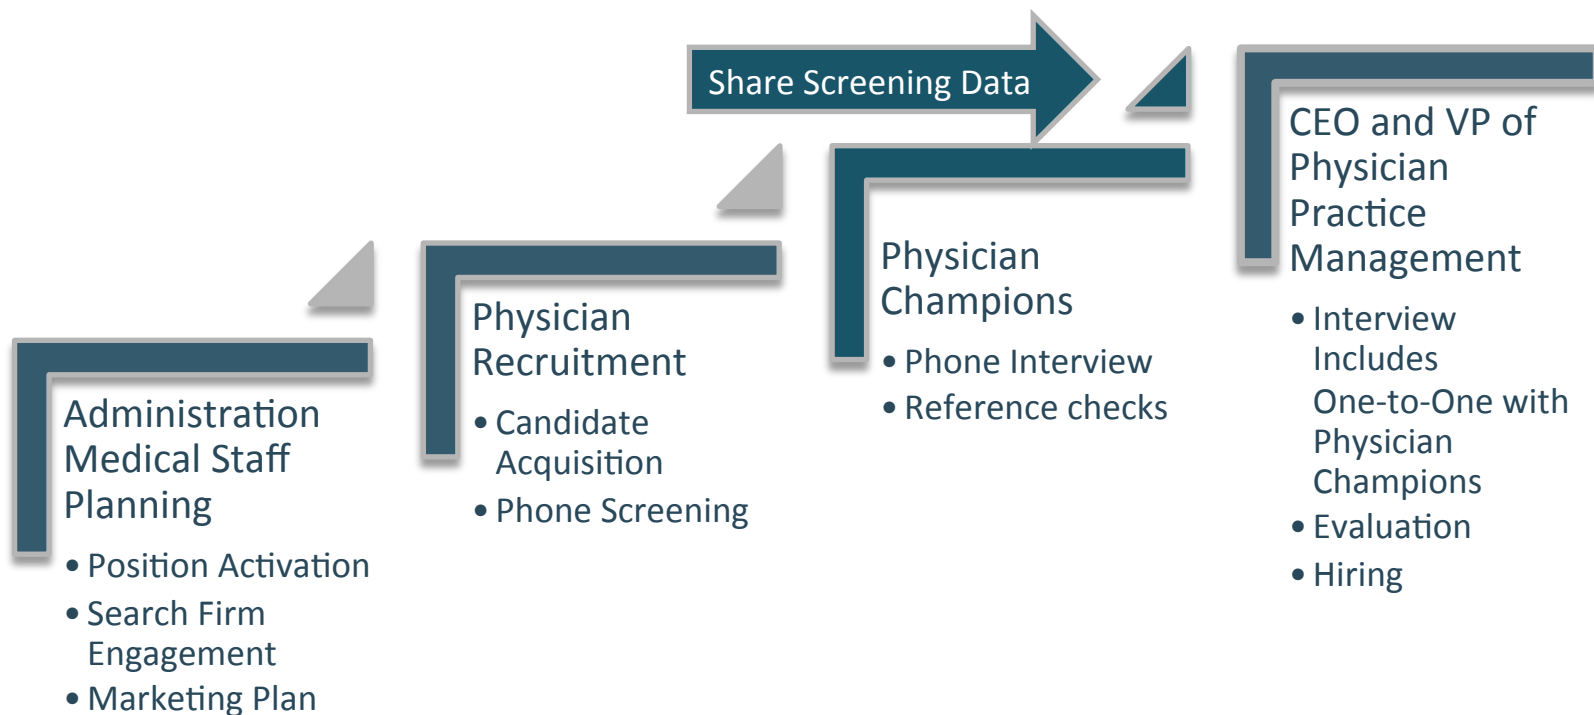 Share Screening Data
Administration
Medical Staff
Planning
• Position Activation
• Search Firm
Engagement
• Marketing Plan
Physician
Recruitment
• Candidate
Acquisition
• Phone Screening
Physician
Champions
• Phone Interview
• Reference checks
CEO and VP of
Physician
Practice
Management
• Interview
Includes
One-to-One with
Physician
Champions
• Evaluation
• Hiring